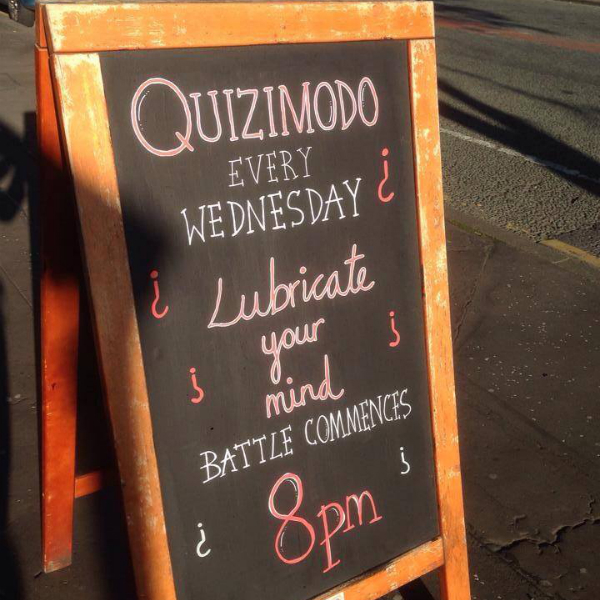 QUIZIMODO
EVERY
WEDNESDAY
Lubricate
your
mind
BATTLE COMMENCES
8pm